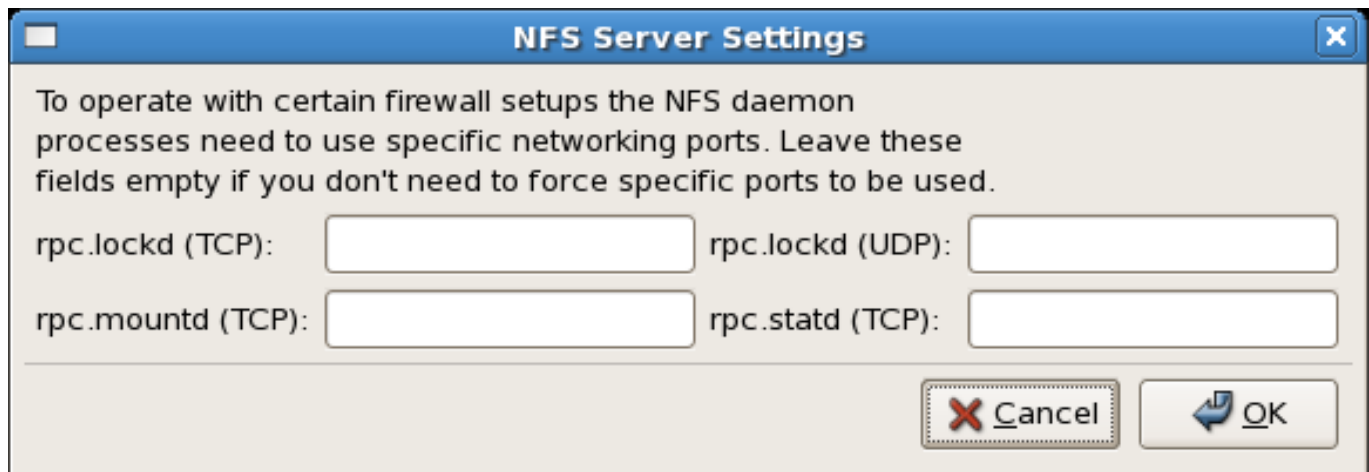 NFS Server Settings
To operate with certain firewall setups the NFS daemon
processes need to use specific networking ports. Leave these
fields empty if you don't need to force specific ports to be used.
rpc.lockd (TCP): rpc.lockd (UDP):
rpc.mountd (TCP): rpc.statd (TCP):
Cancel OK